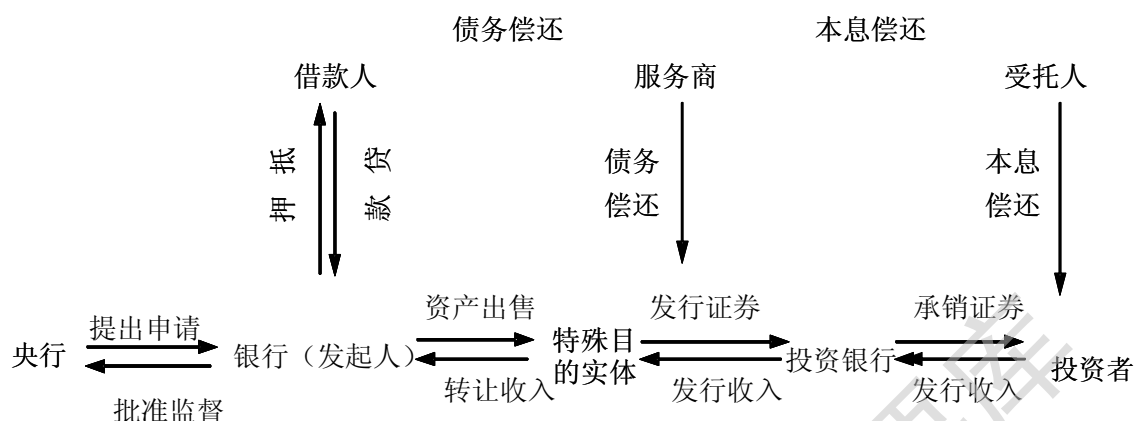 债务偿还
本息偿还
借款人
服务商
受托人
抵押
贷款
债务
偿还
本息
偿还
提出申请
资产出售
发行证券
承销证券
央行
银行（发起人）
特殊目
的实体
投资银行
投资者
批准监督
转让收入
发行收入
发行收入